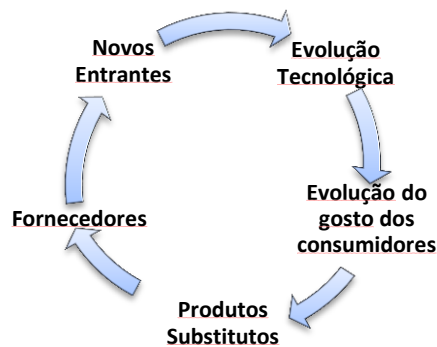 Novos
Entrantes
Evolução
Tecnológica
Evolução do
gosto dos
consumidores
Produtos
Substitutos
Fornecedores